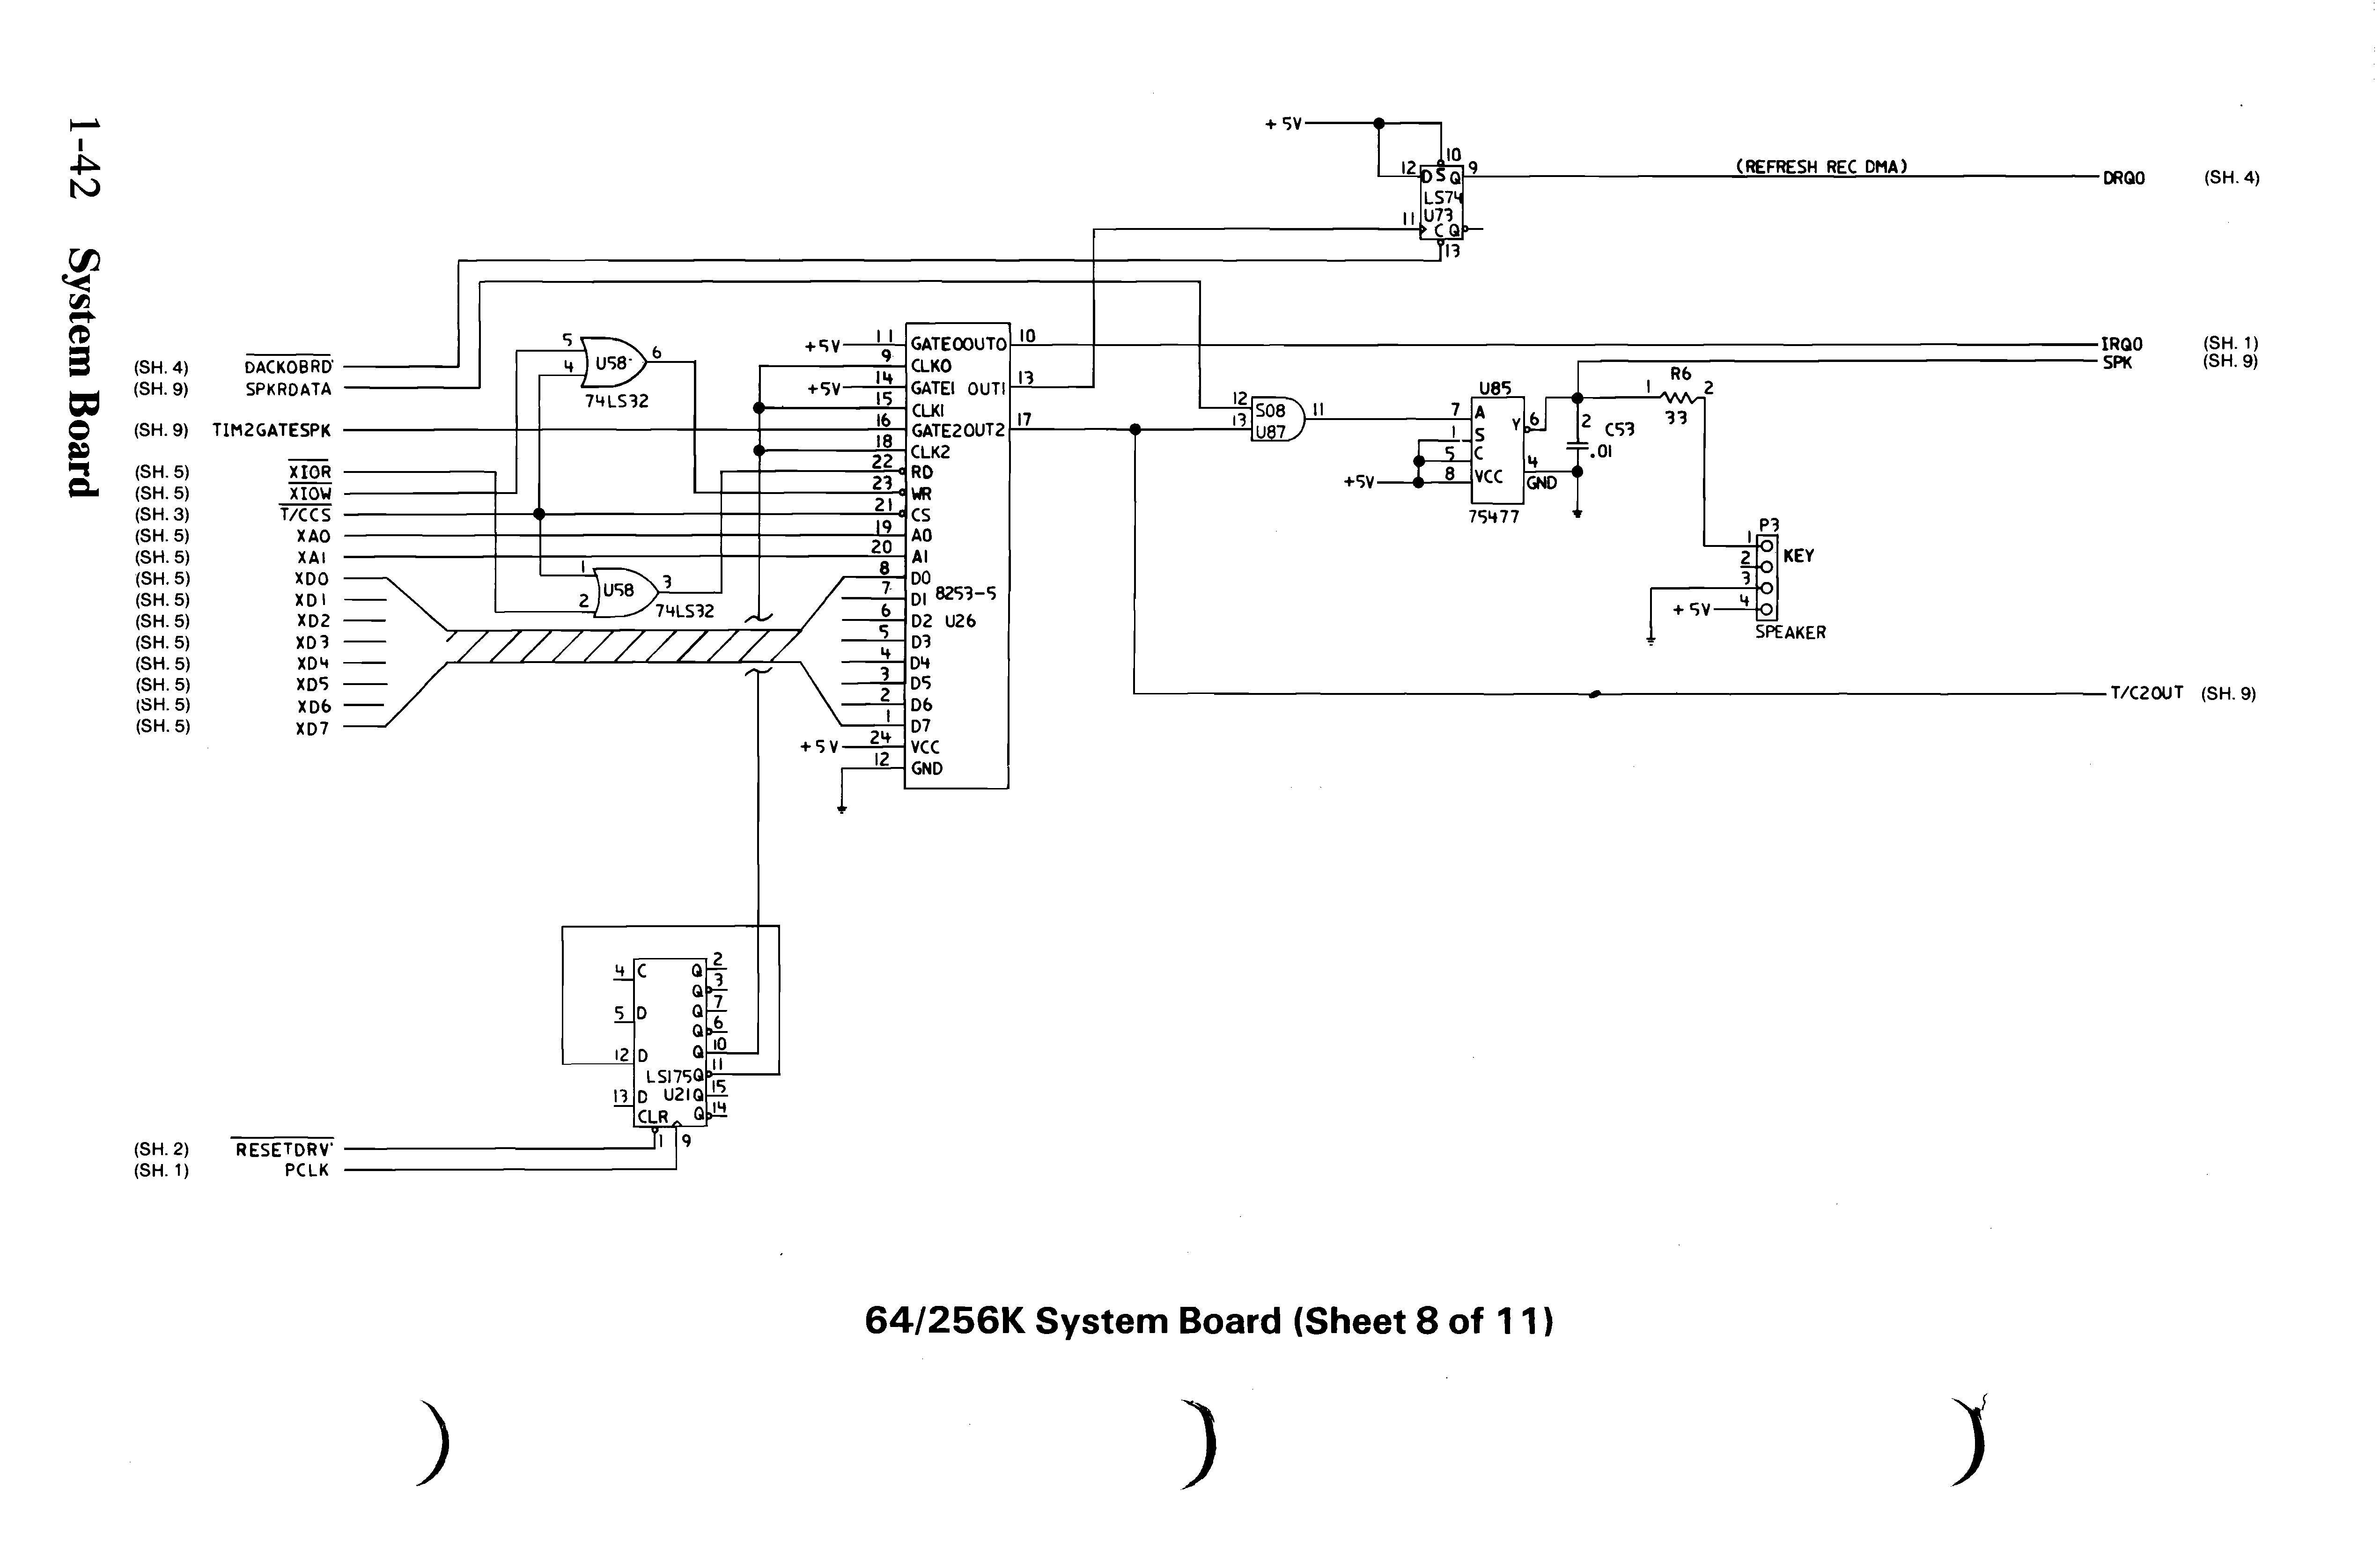 1-42 System Board
+5V
10
12 D S Q 9
(REFRESH REC DMA)
DRQ0 (SH. 4)
LS74
11 U73
C Q
13
(SH. 4) DACKOBRD'
(SH. 9) SPKRDATA
(SH. 9) TIM2GATESPK
(SH. 5) XIOR
(SH. 5) XIOW
(SH. 3) T/CCS
(SH. 5) XA0
(SH. 5) XA1
(SH. 5) XD0
(SH. 5) XD1
(SH. 5) XD2
(SH. 5) XD3
(SH. 5) XD4
(SH. 5) XD5
(SH. 5) XD6
(SH. 5) XD7
5
4 U58 6
74LS32
1
2 U58 3
74LS32
+5V 11 GATE0 OUT0 10
9 CLK0
+5V 14 GATE1 OUT1 13
15 CLK1
16 GATE2 OUT2 17
18 CLK2
22 RD
23 WR
21 CS
19 A0
20 A1
8 D0
7 D1 8253-5
6 D2 U26
5 D3
4 D4
3 D5
2 D6
1 D7
+5V 24 VCC
12 GND
12 S08 11
13 U87
U85
7 A
1 S Y 6
5 C
+5V 8 VCC 4
GND
75477
2 C53
.01
R6
1 2
33
IRQ0 (SH. 1)
SPK (SH. 9)
P3
1 KEY
2
3
+5V 4
SPEAKER
T/C2OUT (SH. 9)
4 C Q 2
Q 3
5 D Q 7
Q 6
12 D Q 10
LS175 Q 11
13 D U21 Q 15
CLR Q 14
1 9
(SH. 2) RESETDRV'
(SH. 1) PCLK
64/256K System Board (Sheet 8 of 11)